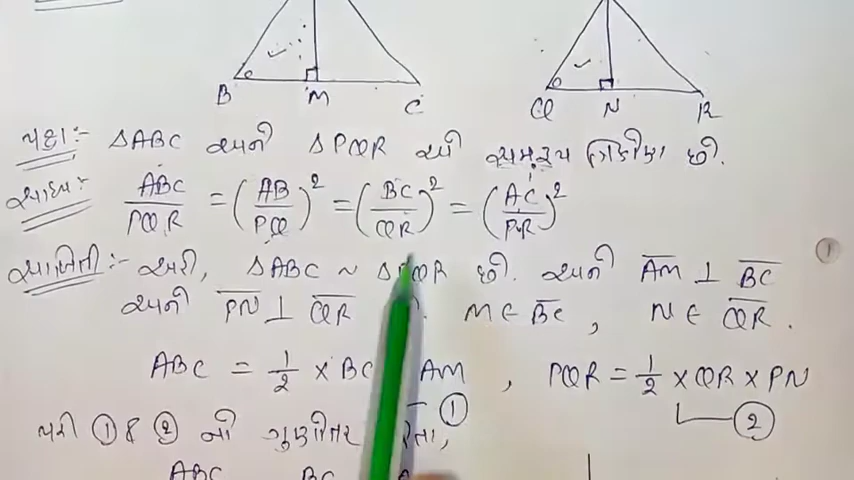 B M C Q N R
પક્ષ:- ΔABC અને ΔPQR એ સમરૂપ ત્રિકોણ છે.
સાધ્ય:- ABC/PQR = (AB/PQ)² = (BC/QR)² = (AC/PR)²
સાબિતી:- અહી, ΔABC ~ ΔPQR છે. અને AM ⊥ BC
અને PN ⊥ QR M ∈ BC , N ∈ QR .
ABC = 1/2 × BC AM , PQR = 1/2 × QR × PN
① ②
① & ② નો ગુણોત્તર
ABC BC